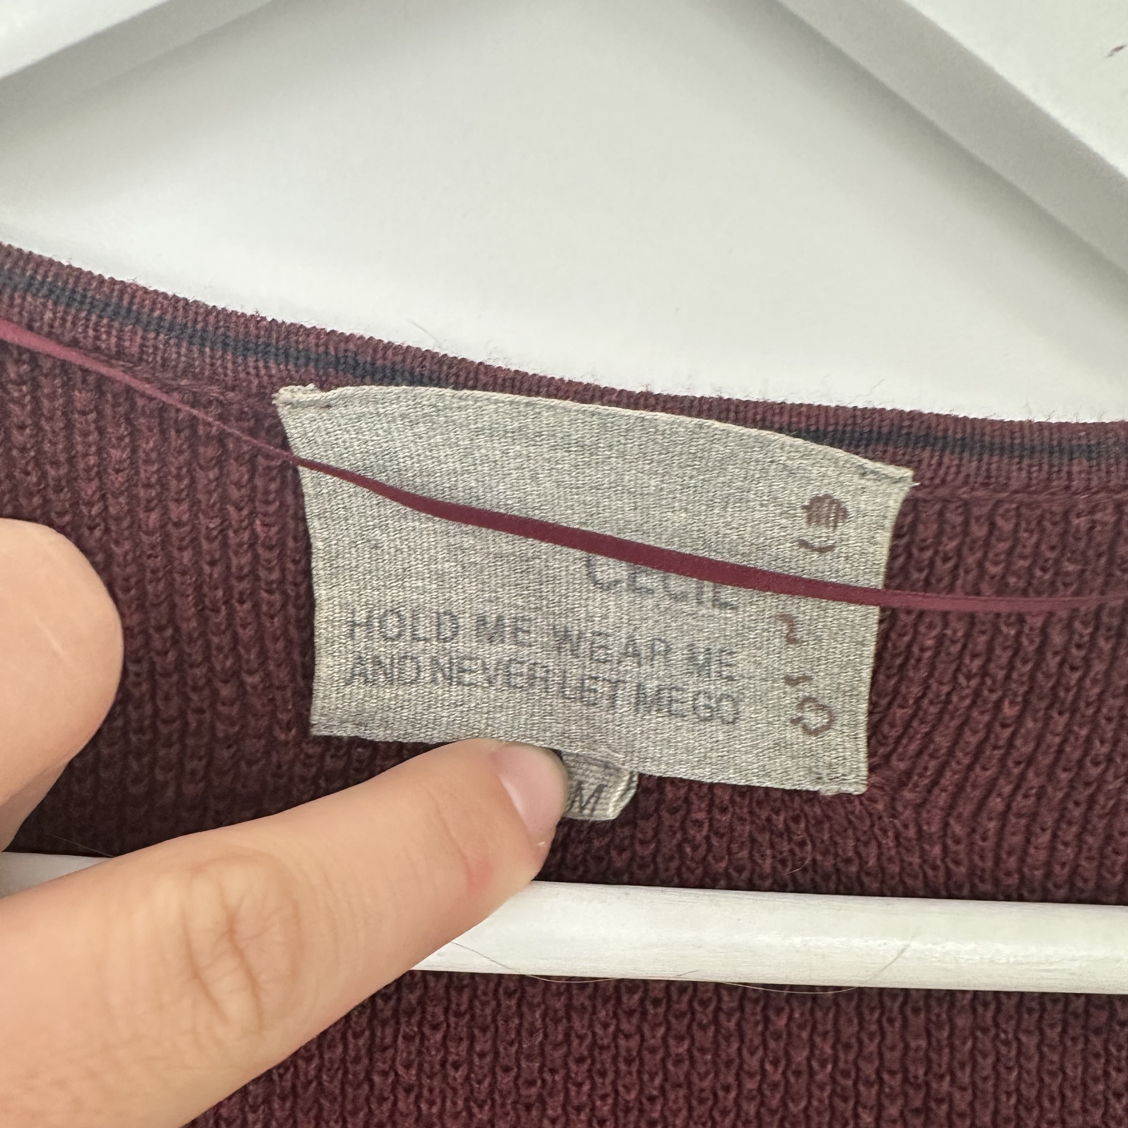 CECIL
HOLD ME WEAR ME
AND NEVER LET ME GO
M